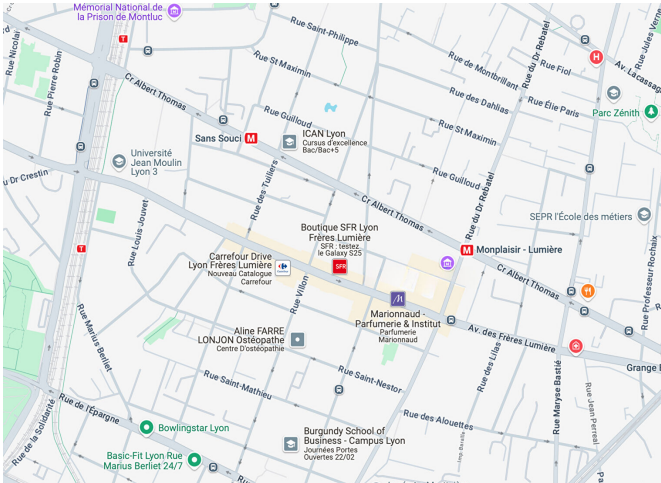 Mémorial National de
la Prison de Montluc
Rue Nicolaï
Rue Pierre Robin
T
Cr Albert Thomas
Rue Saint-Philippe
Rue St Maximin
Rue du Dr Rebatel
Rue de Montbrillant
Rue Fiol
H
Av. Lacassag
Rue Jules Verne
Rue des Dahlias
Rue Élie Paris
Parc Zénith
Rue Guilloud
Rue St Maximin
Sans Souci
M
ICAN Lyon
Cursus d'excellence
Bac/Bac+5
Université
Jean Moulin
Lyon 3
u Dr Crestin
Rue des Tuiliers
Rue Guilloud
Cr Albert Thomas
Rue du Dr Rebatel
SEPR l'École des métiers
Rue Louis Jouvet
T
Boutique SFR Lyon
Frères Lumière
SFR : testez
le Galaxy S25
SFR
M
Monplaisir - Lumière
Carrefour Drive
Lyon Frères Lumière
Nouveau Catalogue
Carrefour
Rue Villon
Cr Albert Thomas
Rue Professeur Rochaix
Marionnaud -
Parfumerie & Institut
Parfumerie
Marionnaud
Rue Marius Berliet
Aline FARRE
LONJON Ostéopathe
Centre D'ostéopathie
Av. des Frères Lumière
Grange R
Rue des Lilas
Rue Maryse Bastié
Rue Jean Perréal
Rue Saint-Mathieu
Rue Saint-Nestor
Rue des Alouettes
Rue de l'Épargne
Rue de la Solidarité
Bowlingstar Lyon
Burgundy School of
Business - Campus Lyon
Journées Portes
Ouvertes 22/02
Imp Bavalle
Basic-Fit Lyon Rue
Marius Berliet 24/7
Pa